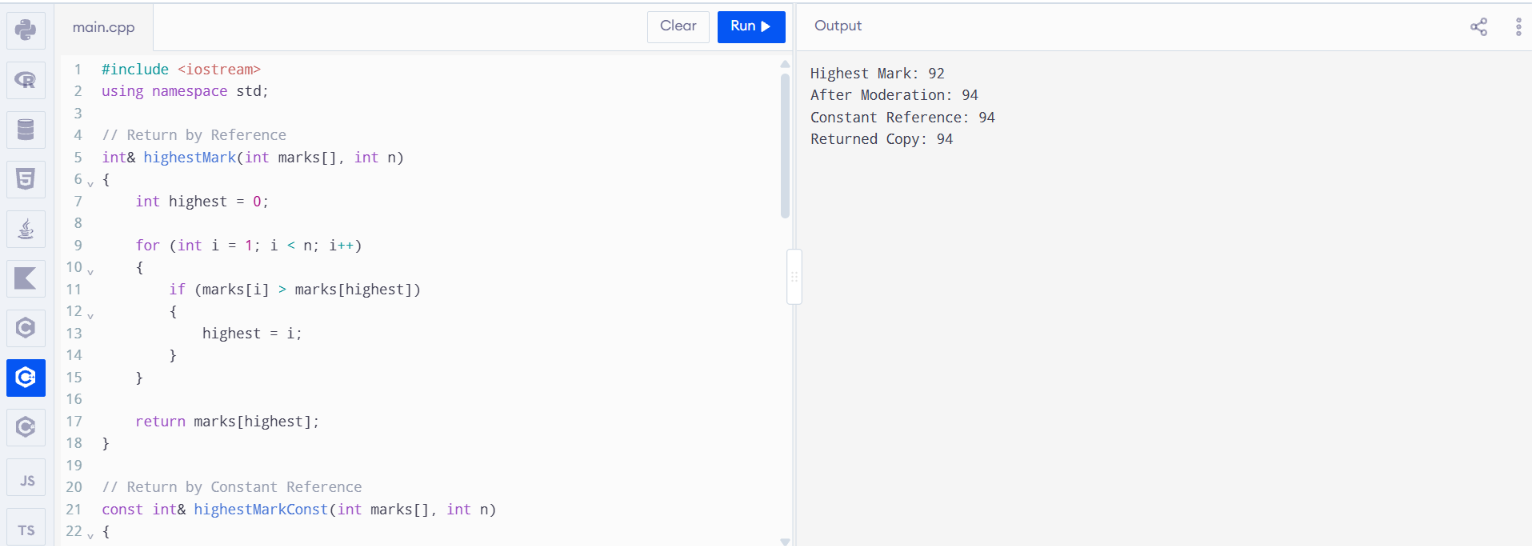 main.cpp
Clear
Run
Output
1 #include <iostream>
2 using namespace std;
3
4 // Return by Reference
5 int& highestMark(int marks[], int n)
6 {
7 int highest = 0;
8
9 for (int i = 1; i < n; i++)
10 {
11 if (marks[i] > marks[highest])
12 {
13 highest = i;
14 }
15 }
16
17 return marks[highest];
18 }
19
20 // Return by Constant Reference
21 const int& highestMarkConst(int marks[], int n)
22 {
Highest Mark: 92
After Moderation: 94
Constant Reference: 94
Returned Copy: 94
R
5
C
C
C
JS
TS